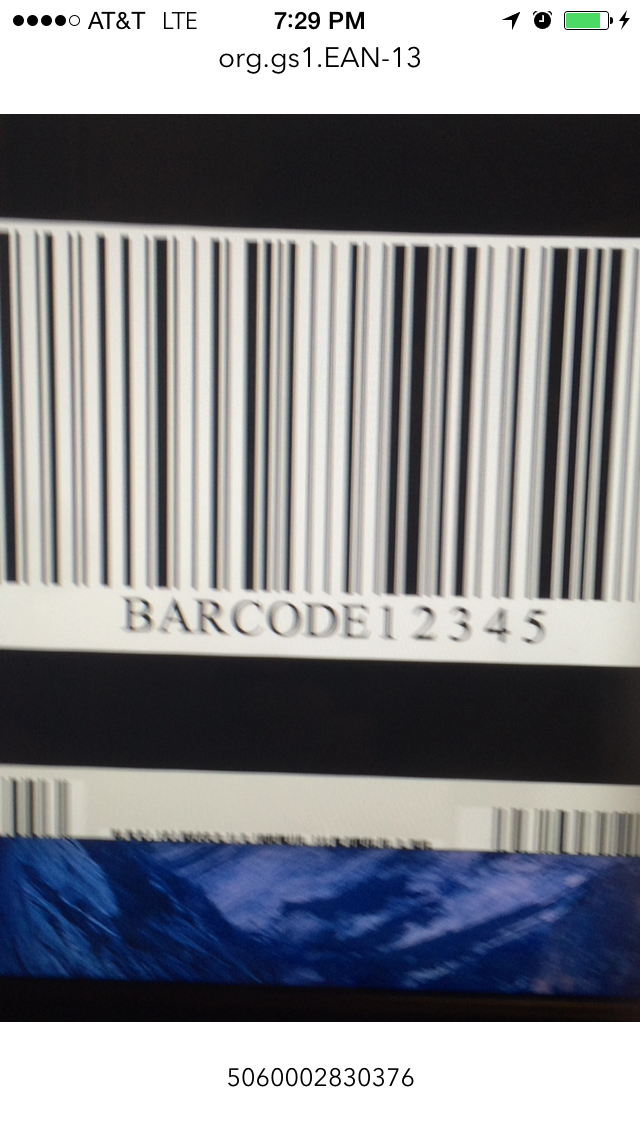 AT&T LTE 7:29 PM
org.gs1.EAN-13
BARCODE12345
5060002830376